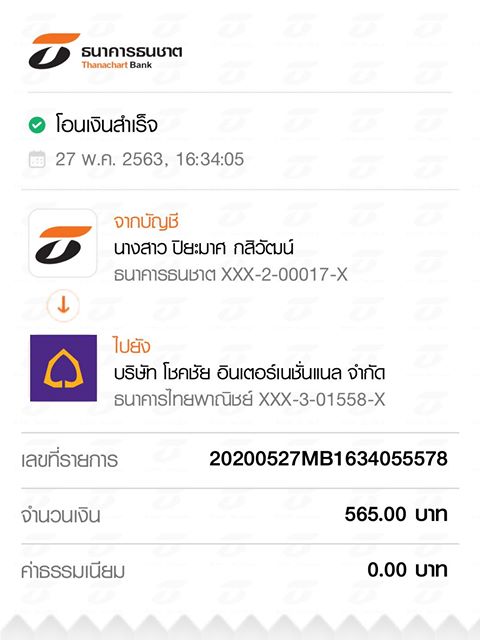 ธนาคารธนชาต
Thanachart Bank
โอนเงินสำเร็จ
27 พ.ค. 2563, 16:34:05
จากบัญชี
นางสาว ปิยะมาศ กสิวัฒน์
ธนาคารธนชาต XXX-2-00017-X
ไปยัง
บริษัท โชคชัย อินเตอร์เนชั่นแนล จำกัด
ธนาคารไทยพาณิชย์ XXX-3-01558-X
เลขที่รายการ 20200527MB1634055578
จำนวนเงิน 565.00 บาท
ค่าธรรมเนียม 0.00 บาท